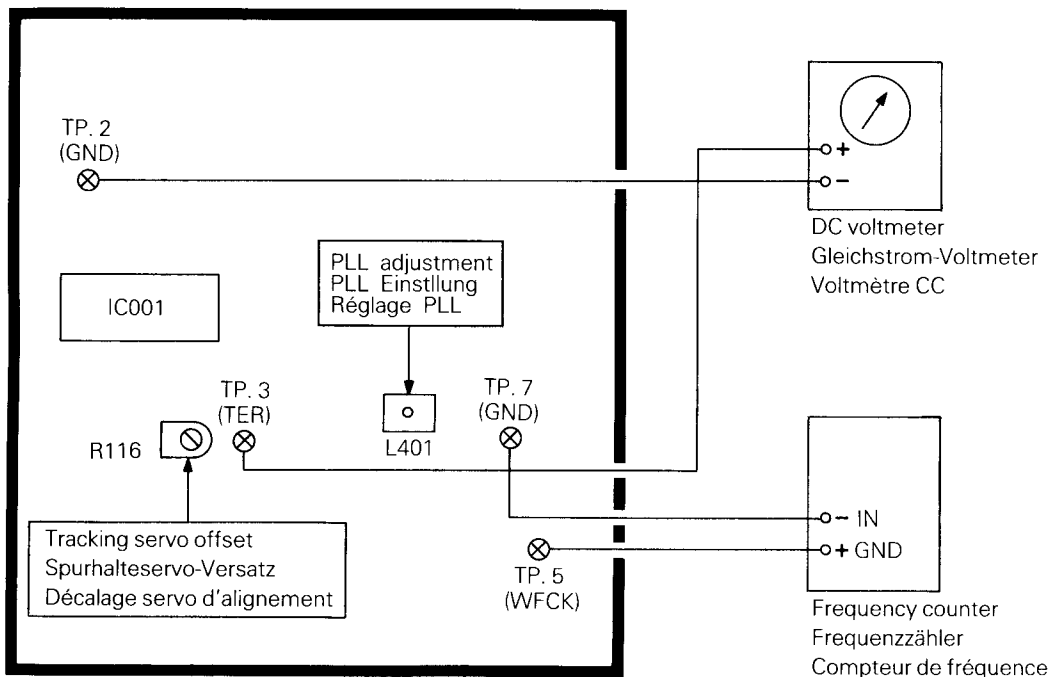 TP. 2
(GND)
+
−
DC voltmeter
Gleichstrom-Voltmeter
Voltmètre CC
PLL adjustment
PLL Einstllung
Réglage PLL
IC001
TP. 3
(TER)
TP. 7
(GND)
R116
L401
− IN
+ GND
Tracking servo offset
Spurhalteservo-Versatz
Décalage servo d'alignement
TP. 5
(WFCK)
Frequency counter
Frequenzzähler
Compteur de fréquence